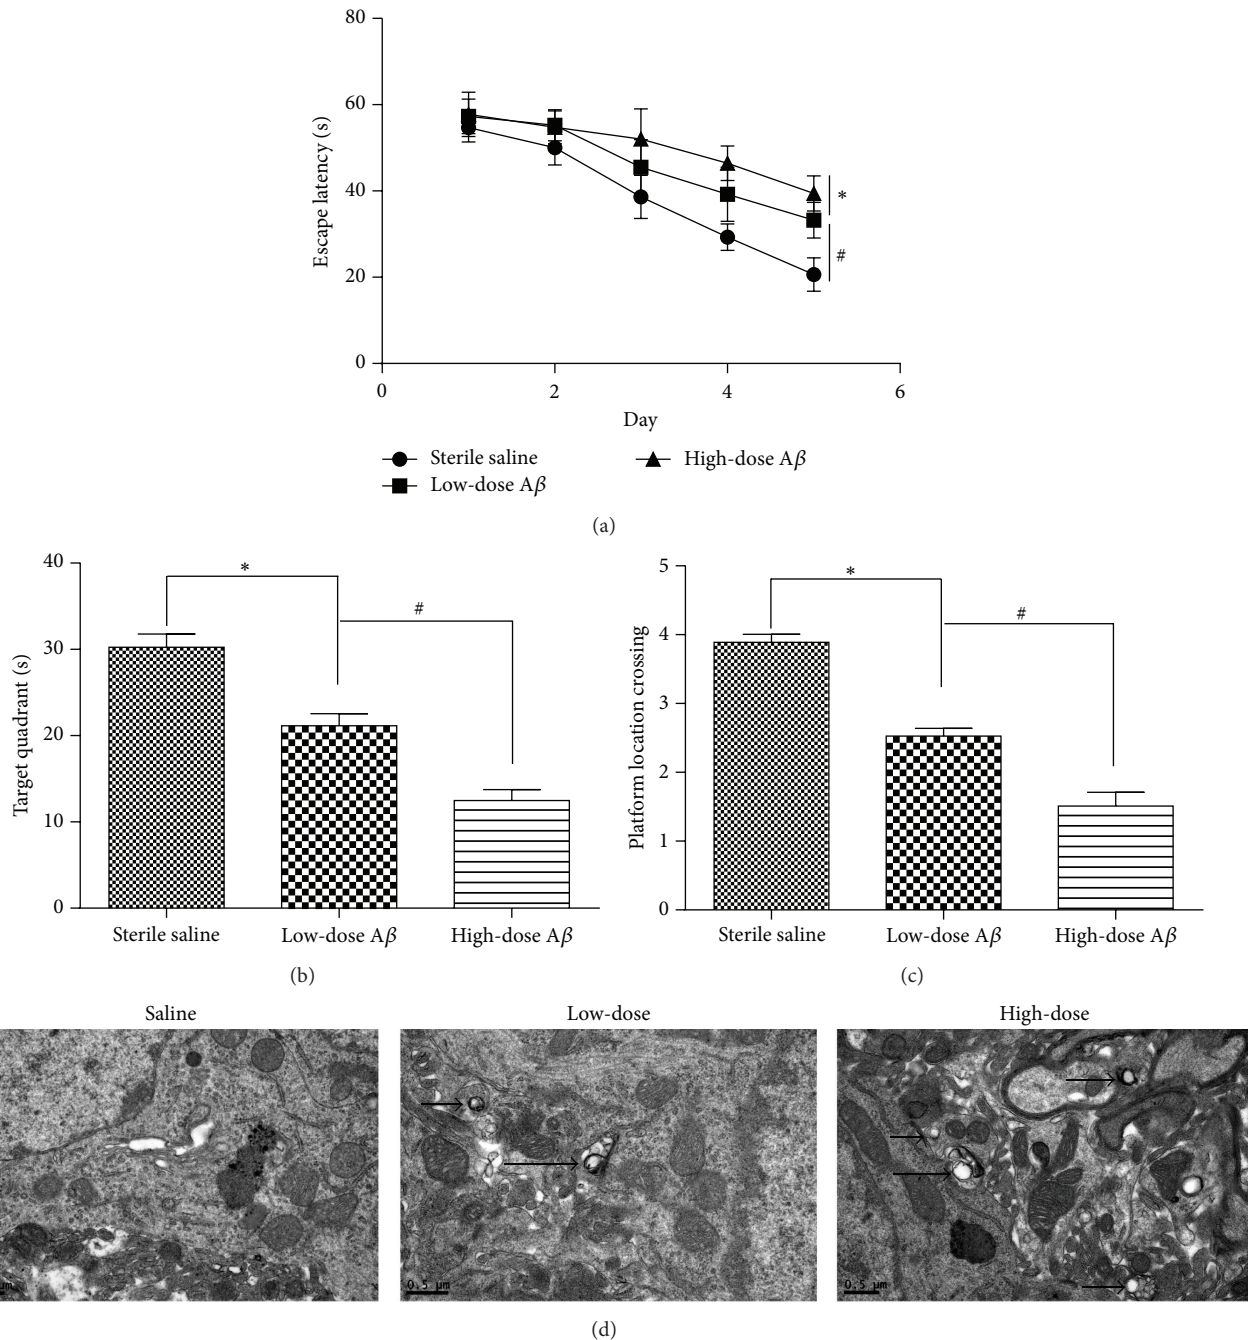 80
60
40
20
0
Escape latency (s)
0 2 4 6
Day
Sterile saline
High-dose Aβ
Low-dose Aβ
(a)
40
30
20
10
0
Target quadrant (s)
*
#
*
#
Sterile saline Low-dose Aβ High-dose Aβ
(b)
5
4
3
2
1
0
Platform location crossing
*
#
Sterile saline Low-dose Aβ High-dose Aβ
(c)
Saline Low-dose High-dose
0.5 μm
0.5 μm
(d)